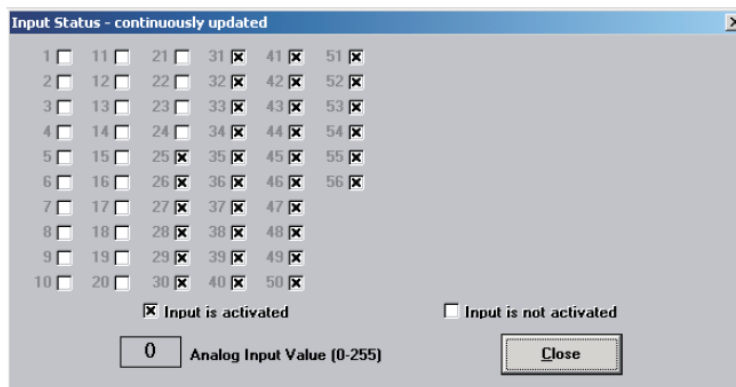 Input Status - continuously updated
1 11 21 31 41 51
2 12 22 32 42 52
3 13 23 33 43 53
4 14 24 34 44 54
5 15 25 35 45 55
6 16 26 36 46 56
7 17 27 37 47
8 18 28 38 48
9 19 29 39 49
10 20 30 40 50
Input is activated Input is not activated
0 Analog Input Value (0-255) Close